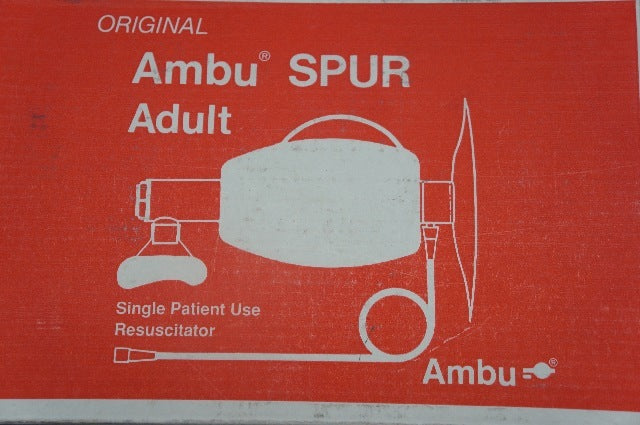 ORIGINAL
Ambu® SPUR
Adult
Single Patient Use
Resuscitator
Ambu®